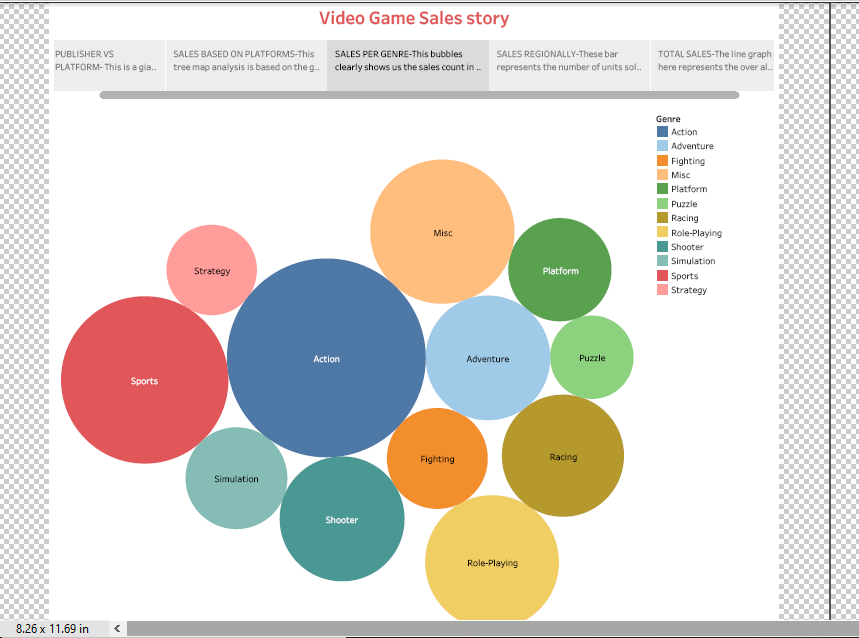 Video Game Sales story
PUBLISHER VS
PLATFORM- This is a gia..
SALES BASED ON PLATFORMS-This
tree map analysis is based on the g..
SALES PER GENRE-This bubbles
clearly shows us the sales count in ..
SALES REGIONALLY-These bar
represents the number of units sol..
TOTAL SALES-The line graph
here represents the over al..
Genre
Action
Adventure
Fighting
Misc
Platform
Puzzle
Racing
Role-Playing
Shooter
Simulation
Sports
Strategy
Misc
Strategy
Platform
Action
Adventure
Puzzle
Sports
Racing
Fighting
Simulation
Shooter
Role-Playing
8.26 x 11.69 in